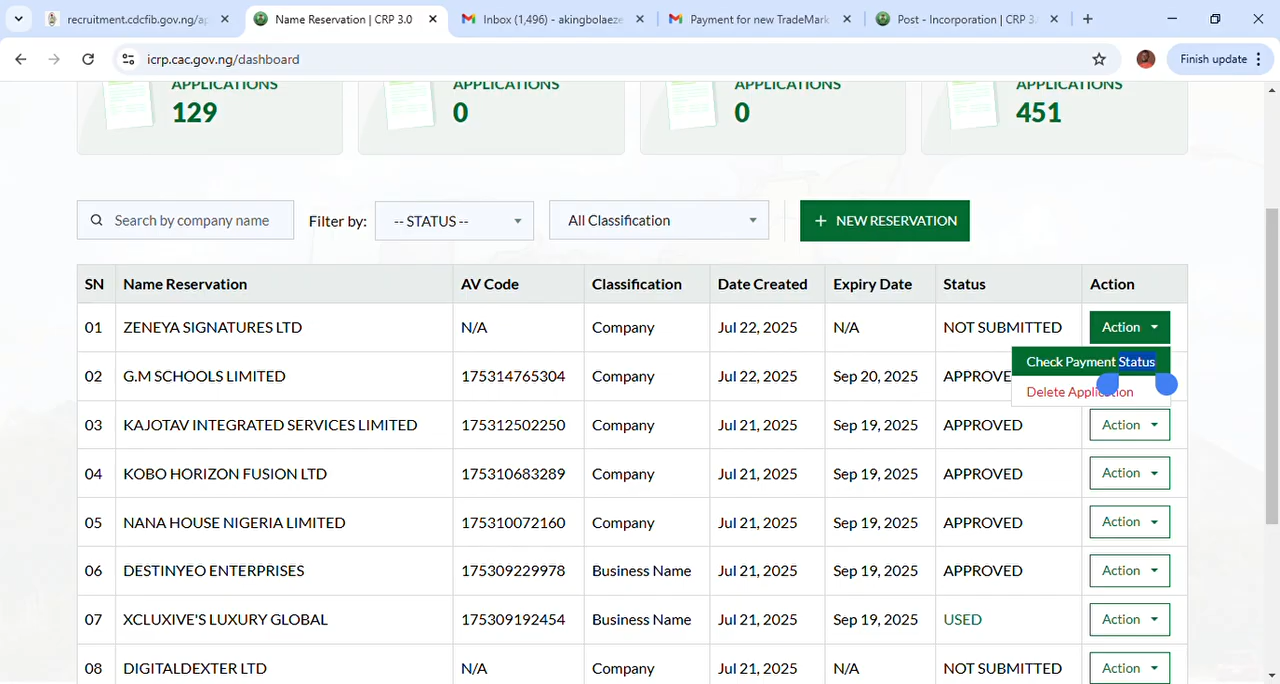 recruitment.cdcfib.gov.ng/a
Name Reservation | CRP 3.0
Inbox (1,496) - akingbolaeze
Payment for new TradeMark
Post - Incorporation | CRP 3
icrp.cac.gov.ng/dashboard
Finish update
APPLICATIONS APPLICATIONS APPLICATIONS APPLICATIONS
129 0 0 451
Search by company name Filter by: -- STATUS -- All Classification + NEW RESERVATION
SN Name Reservation AV Code Classification Date Created Expiry Date Status Action
01 ZENEYA SIGNATURES LTD N/A Company Jul 22, 2025 N/A NOT SUBMITTED Action
Check Payment Status
02 G.M SCHOOLS LIMITED 175314765304 Company Jul 22, 2025 Sep 20, 2025 APPROVE
Delete Application
03 KAJOTAV INTEGRATED SERVICES LIMITED 175312502250 Company Jul 21, 2025 Sep 19, 2025 APPROVED Action
04 KOBO HORIZON FUSION LTD 175310683289 Company Jul 21, 2025 Sep 19, 2025 APPROVED Action
05 NANA HOUSE NIGERIA LIMITED 175310072160 Company Jul 21, 2025 Sep 19, 2025 APPROVED Action
06 DESTINYEO ENTERPRISES 175309229978 Business Name Jul 21, 2025 Sep 19, 2025 APPROVED Action
07 XCLUXIVE'S LUXURY GLOBAL 175309192454 Business Name Jul 21, 2025 Sep 19, 2025 USED Action
08 DIGITALDEXTER LTD N/A Company Jul 21, 2025 N/A NOT SUBMITTED Action